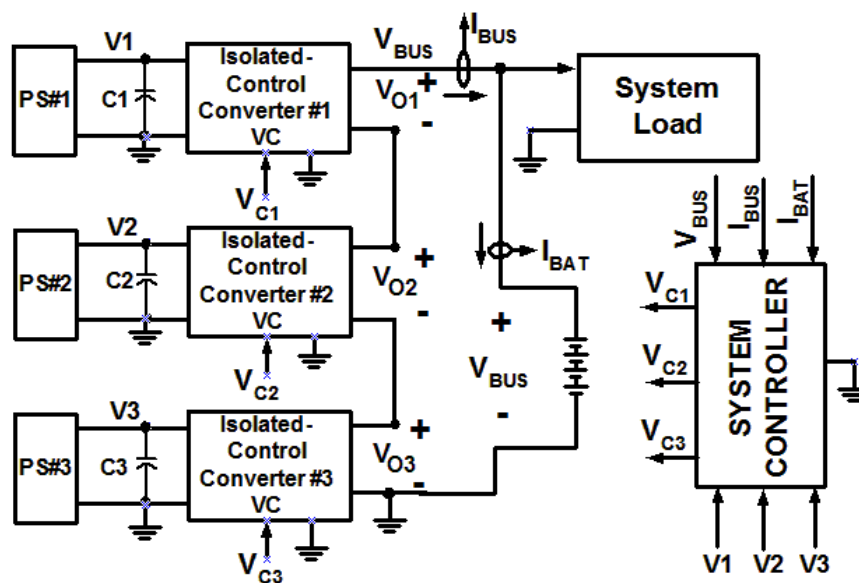 PS#1
V1
C1
Isolated-
Control
Converter #1
VC
V_C1
V_BUS
I_BUS
V_O1
+
-
System
Load
PS#2
V2
C2
Isolated-
Control
Converter #2
VC
V_C2
V_O2
+
-
I_BAT
+
V_BUS
-
PS#3
V3
C3
Isolated-
Control
Converter #3
VC
V_C3
V_O3
+
-
V_BUS
I_BUS
I_BAT
V_C1
V_C2
V_C3
SYSTEM
CONTROLLER
V1
V2
V3